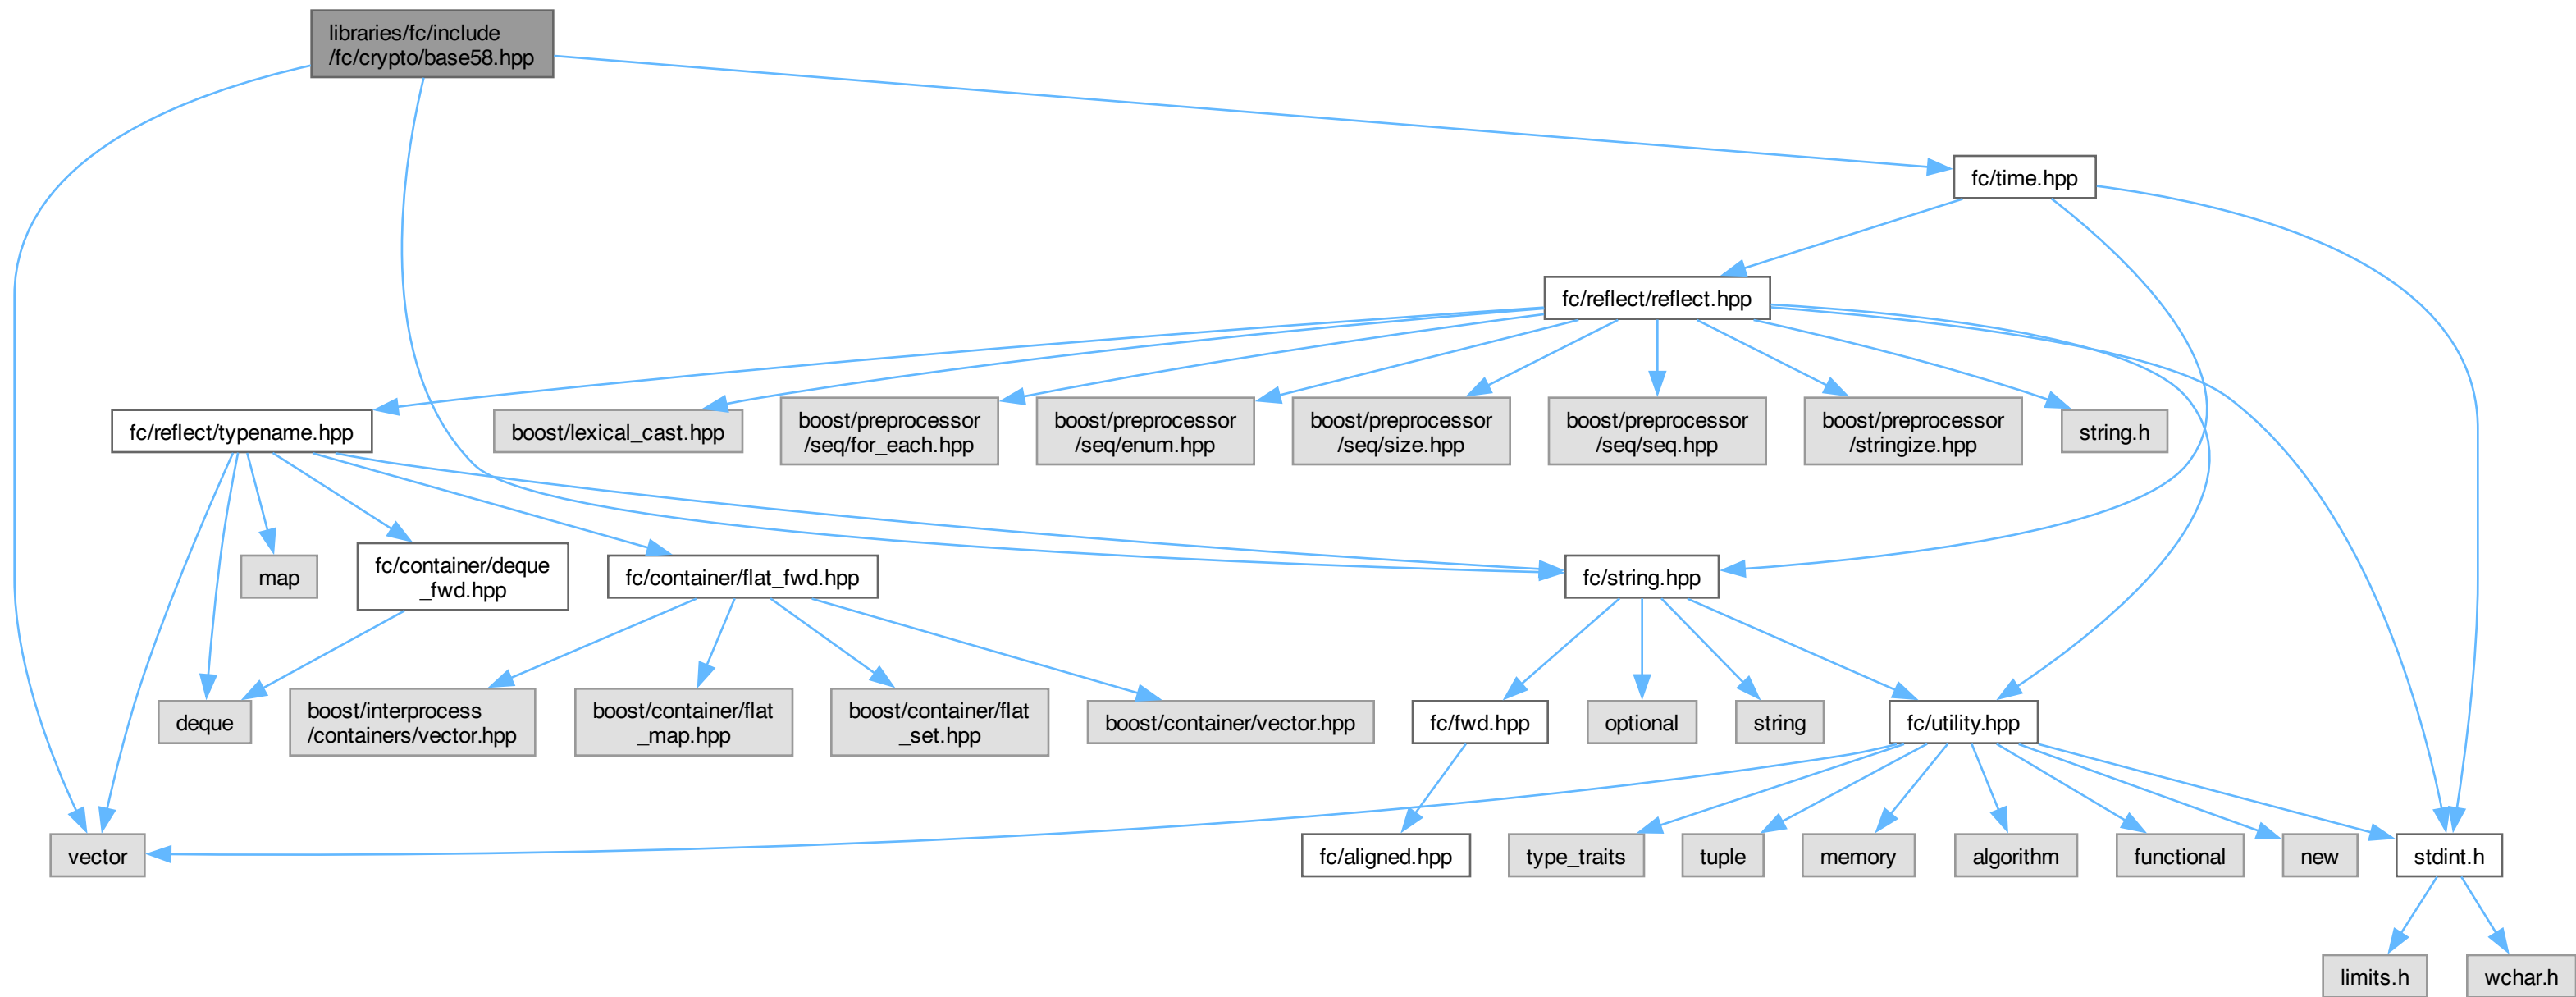 libraries/fc/include
/fc/crypto/base58.hpp
fc/time.hpp
fc/reflect/reflect.hpp
fc/reflect/typename.hpp
boost/lexical_cast.hpp
boost/preprocessor
/seq/for_each.hpp
boost/preprocessor
/seq/enum.hpp
boost/preprocessor
/seq/size.hpp
boost/preprocessor
/seq/seq.hpp
boost/preprocessor
/stringize.hpp
string.h
map
fc/container/deque
_fwd.hpp
fc/container/flat_fwd.hpp
fc/string.hpp
deque
boost/interprocess
/containers/vector.hpp
boost/container/flat
_map.hpp
boost/container/flat
_set.hpp
boost/container/vector.hpp
fc/fwd.hpp
optional
string
fc/utility.hpp
vector
fc/aligned.hpp
type_traits
tuple
memory
algorithm
functional
new
stdint.h
limits.h
wchar.h